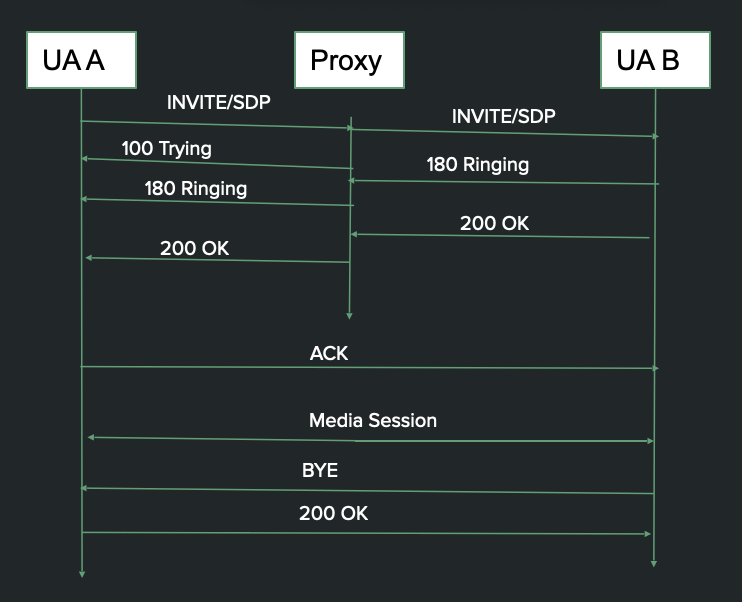 UA A
Proxy
UA B
INVITE/SDP
INVITE/SDP
100 Trying
180 Ringing
180 Ringing
200 OK
200 OK
ACK
Media Session
BYE
200 OK